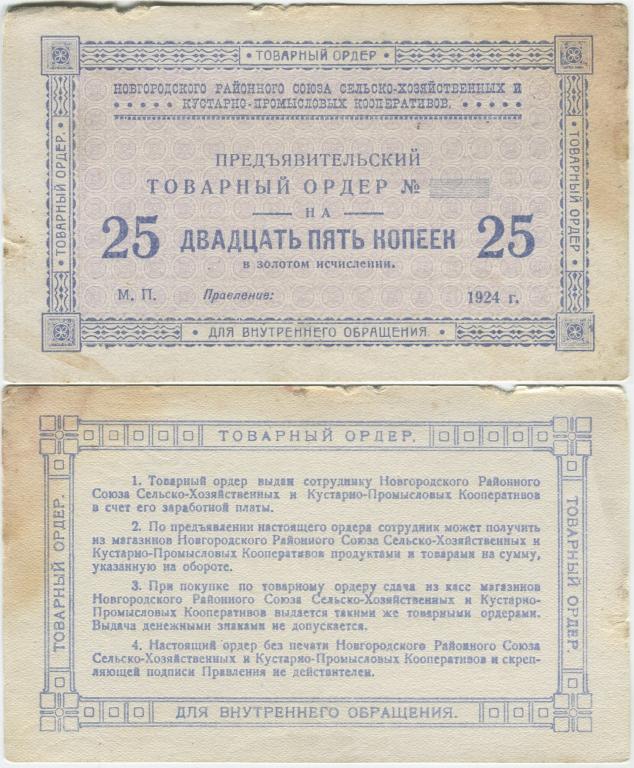 ТОВАРНЫЙ ОРДЕР
НОВГОРОДСКОГО РАЙОННОГО СОЮЗА СЕЛЬСКО-ХОЗЯЙСТВЕННЫХ И
КУСТАРНО-ПРОМЫСЛОВЫХ КООПЕРАТИВОВ.
ТОВАРНЫЙ ОРДЕР.
ТОВАРНЫЙ ОРДЕР
ПРЕДЪЯВИТЕЛЬСКИЙ
ТОВАРНЫЙ ОРДЕР №
НА
25 ДВАДЦАТЬ ПЯТЬ КОПЕЕК 25
в золотом исчислении.
М. П. Правление: 1924 г.
ДЛЯ ВНУТРЕННЕГО ОБРАЩЕНИЯ.
ТОВАРНЫЙ ОРДЕР.
ТОВАРНЫЙ ОРДЕР.
ТОВАРНЫЙ ОРДЕР.
1. Товарный ордер выдан сотруднику Новгородского Районного
Союза Сельско-Хозяйственных и Кустарно-Промысловых Кооперативов
в счет его заработной платы.
2. По предъявлении настоящего ордера сотрудник может получить
из магазинов Новгородского Районного Союза Сельско-Хозяйственных и
Кустарно-Промысловых Кооперативов продуктами и товарами на сумму,
указанную на обороте.
3. При покупке по товарному ордеру сдача из касс магазинов
Новгородского Районного Союза Сельско-Хозяйственных и Кустарно-
Промысловых Кооперативов выдается такими же товарными ордерами.
Выдача денежными знаками не допускается.
4. Настоящий ордер без печати Новгородского Районного Союза
Сельско-Хозяйственных и Кустарно-Промысловых Кооперативов и скреп-
ляющей подписи Правления не действителен.
ДЛЯ ВНУТРЕННЕГО ОБРАЩЕНИЯ.